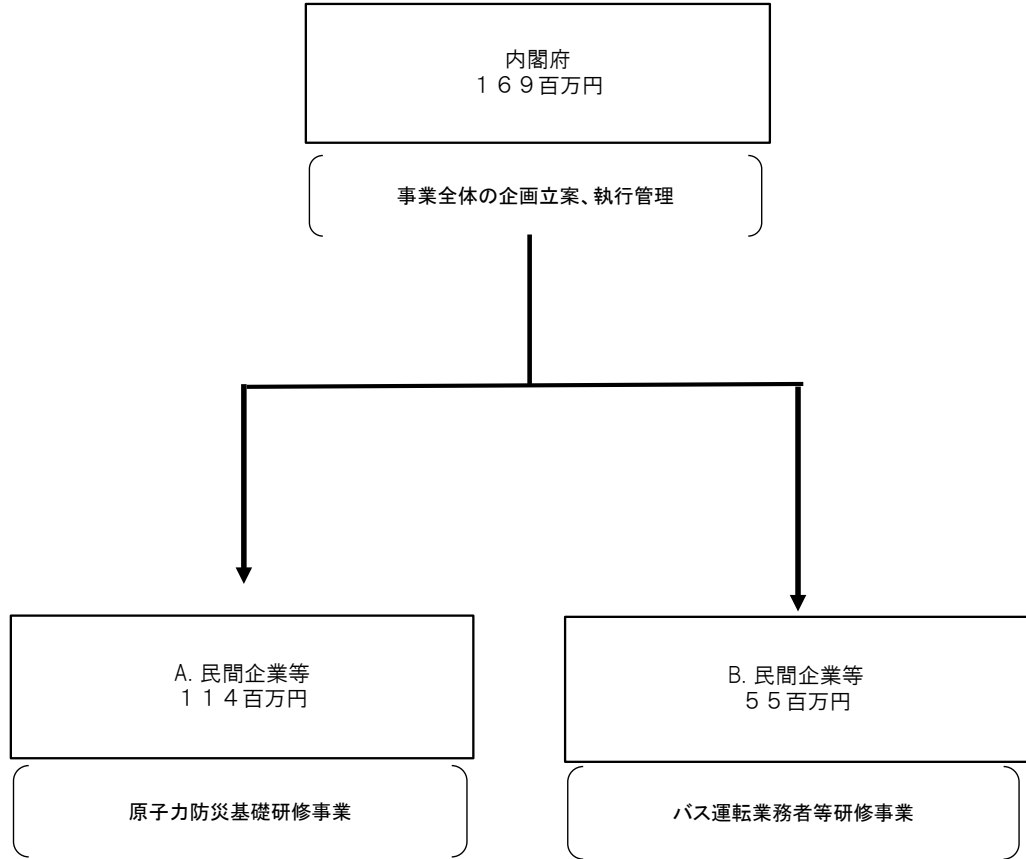 内閣府
１６９百万円
事業全体の企画立案、執行管理
A. 民間企業等
１１４百万円
B. 民間企業等
５５百万円
原子力防災基礎研修事業
バス運転業務者等研修事業